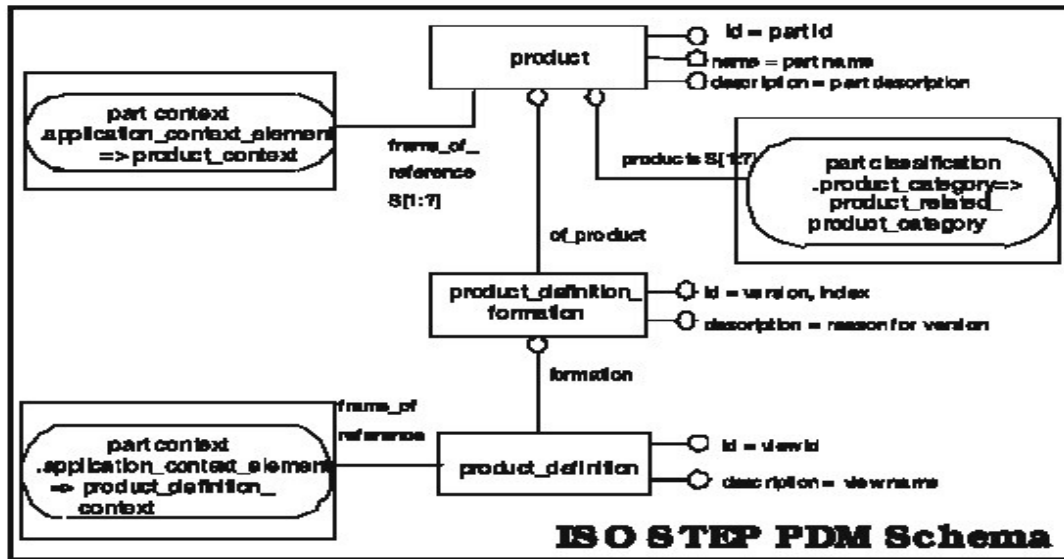 product
id = part id
name = part name
description = part description
part context
.application_context_element
=> product_context
frame_of_
reference
S[1:?]
products S[1:?]
part classification
.product_category=>
product_related_
product_category
of_product
product_definition_
formation
id = version, index
description = reason for version
formation
frame_of
reference
part context
.application_context_element
=> product_definition_
context
product_definition
id = view id
description = view name
ISO STEP PDM Schema